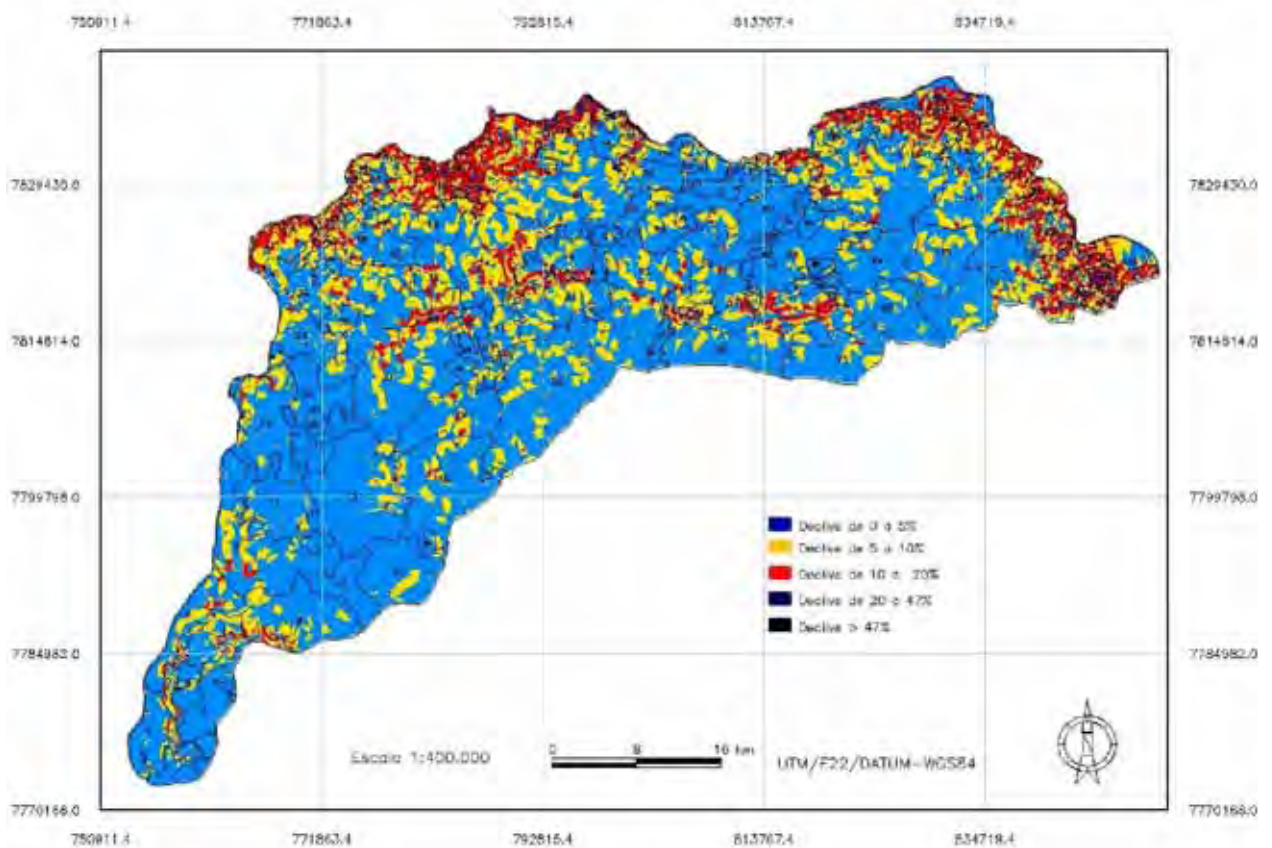 750911.4 771863.4 792815.4 813767.4 834719.4
7829430.0 7829430.0
7814614.0 7814614.0
7799798.0 7799798.0
Declive de 0 a 5%
Declive de 5 a 10%
Declive de 10 a 20%
Declive de 20 a 47%
Declive > 47%
7784982.0 7784982.0
Escala 1:400.000
0 8 16 km
UTM/F22/DATUM-WGS84
N
7770166.0 7770166.0
750911.4 771863.4 792815.4 813767.4 834719.4